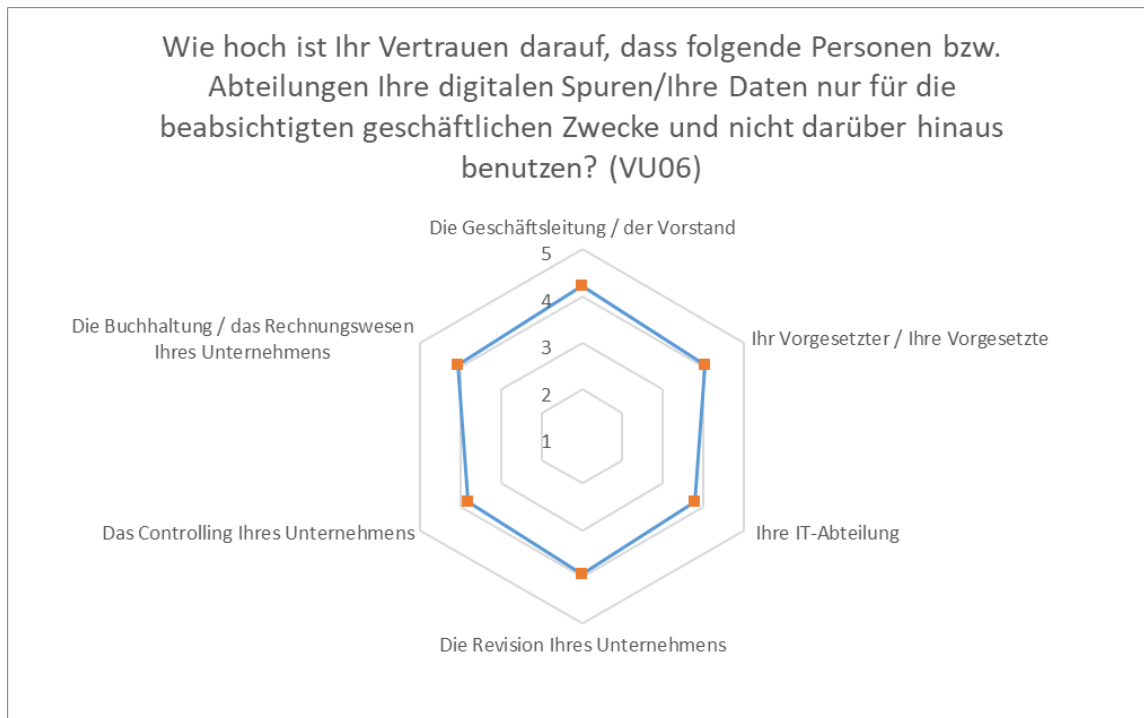 Wie hoch ist Ihr Vertrauen darauf, dass folgende Personen bzw.
Abteilungen Ihre digitalen Spuren/Ihre Daten nur für die
beabsichtigten geschäftlichen Zwecke und nicht darüber hinaus
benutzen? (VU06)
Die Geschäftsleitung / der Vorstand
5
4
3
2
1
Ihr Vorgesetzter / Ihre Vorgesetzte
Ihre IT-Abteilung
Die Revision Ihres Unternehmens
Das Controlling Ihres Unternehmens
Die Buchhaltung / das Rechnungswesen
Ihres Unternehmens